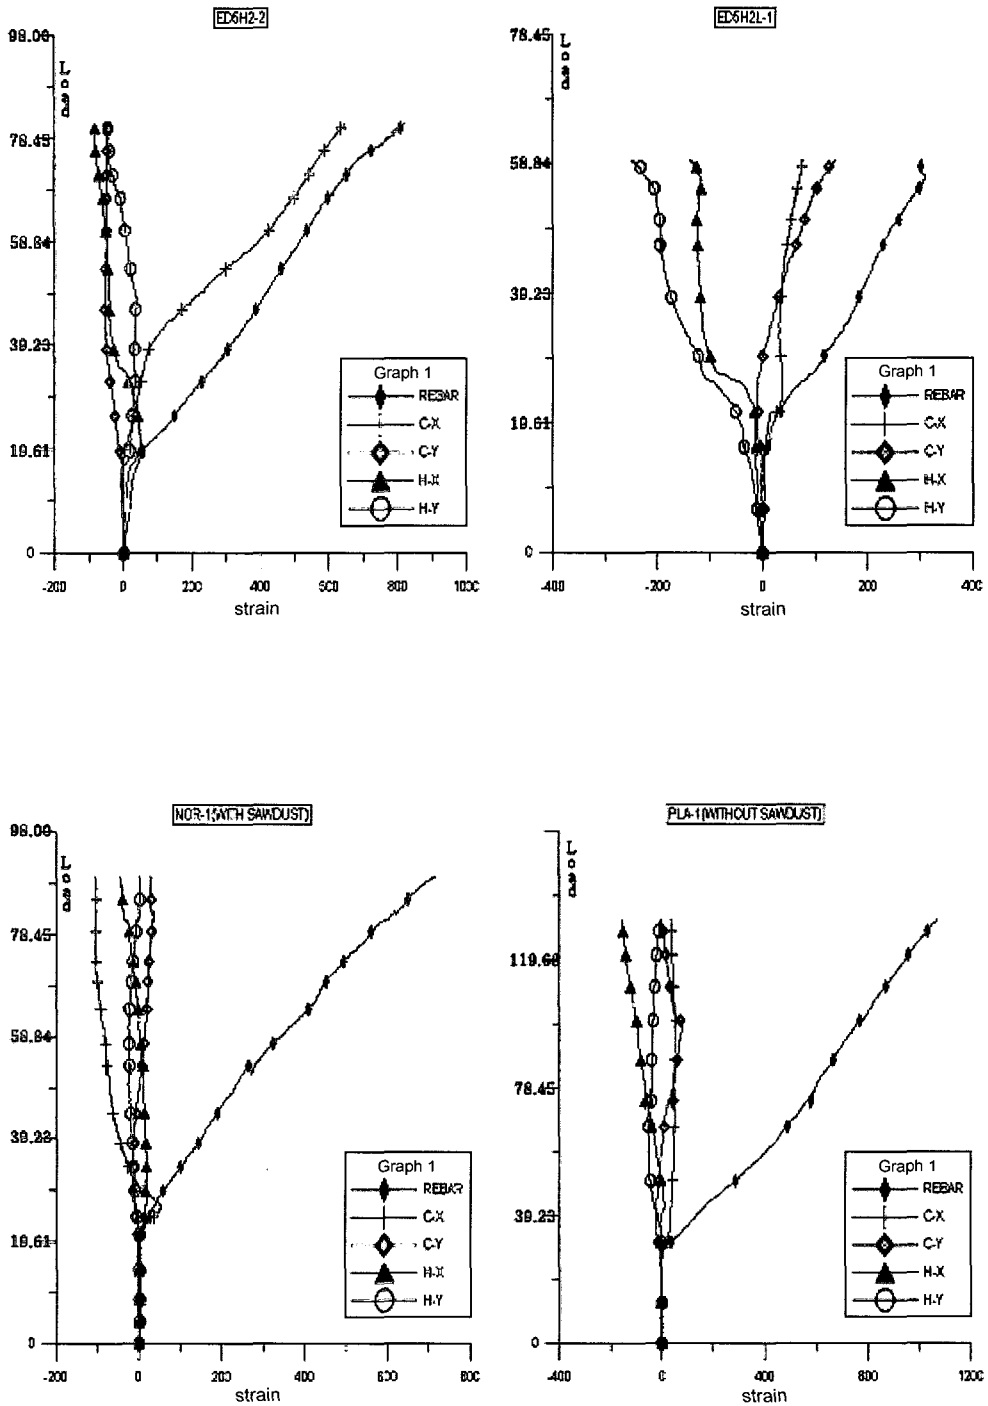 ED5H2-2
98.06
Load
78.45
58.84
39.23
19.61
0
-200 0 200 400 600 800 1000
strain
Graph 1
REBAR
C-X
C-Y
H-X
H-Y
ED5H2L-1
78.45
Load
58.84
39.23
19.61
0
-400 -200 0 200 400
strain
Graph 1
REBAR
C-X
C-Y
H-X
H-Y
NOR-1(WITH SAWDUST)
98.06
Load
78.45
58.84
39.23
19.61
0
-200 0 200 400 600 800
strain
Graph 1
REBAR
C-X
C-Y
H-X
H-Y
PLA-1(WITHOUT SAWDUST)
Load
119.68
78.45
39.23
0
-400 0 400 800 1200
strain
Graph 1
REBAR
C-X
C-Y
H-X
H-Y